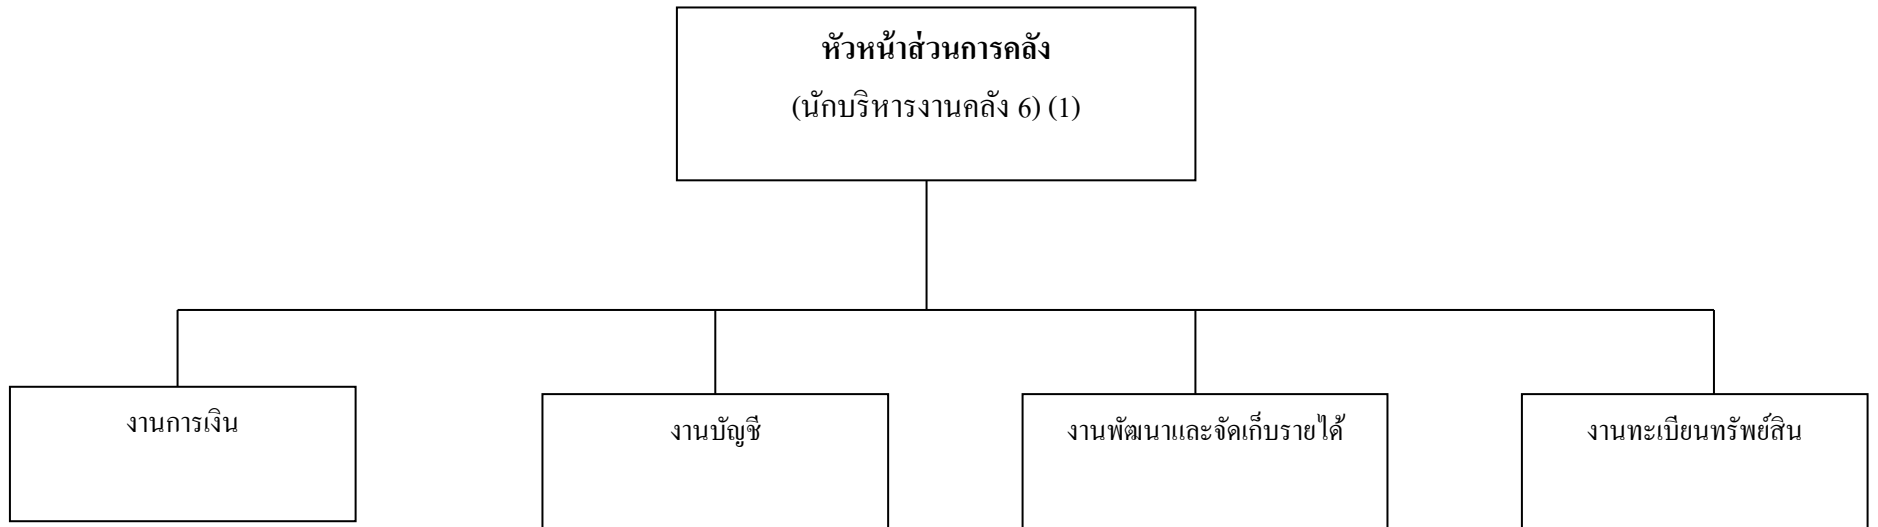 หัวหน้าส่วนการคลัง
(นักบริหารงานคลัง 6) (1)
งานการเงิน
งานบัญชี
งานพัฒนาและจัดเก็บรายได้
งานทะเบียนทรัพย์สิน